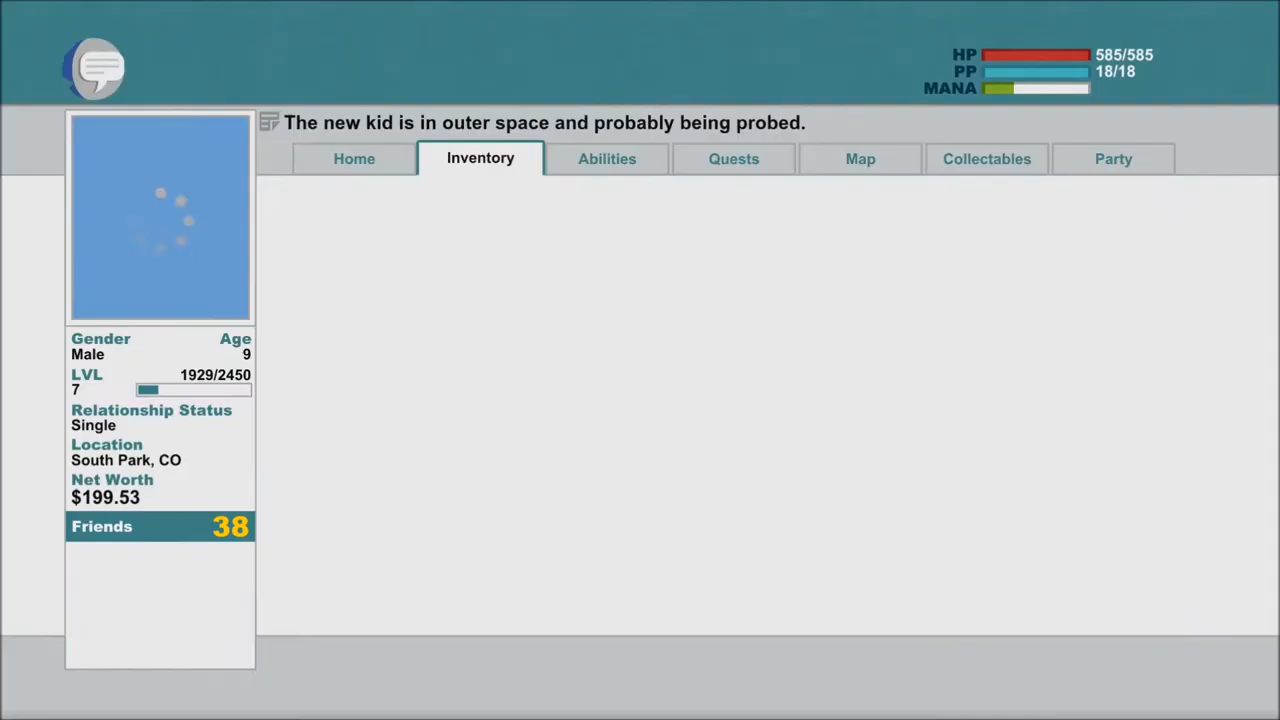 HP 585/585
PP 18/18
MANA
The new kid is in outer space and probably being probed.
Home Inventory Abilities Quests Map Collectables Party
Gender Age
Male 9
LVL 1929/2450
7
Relationship Status
Single
Location
South Park, CO
Net Worth
$199.53
Friends 38